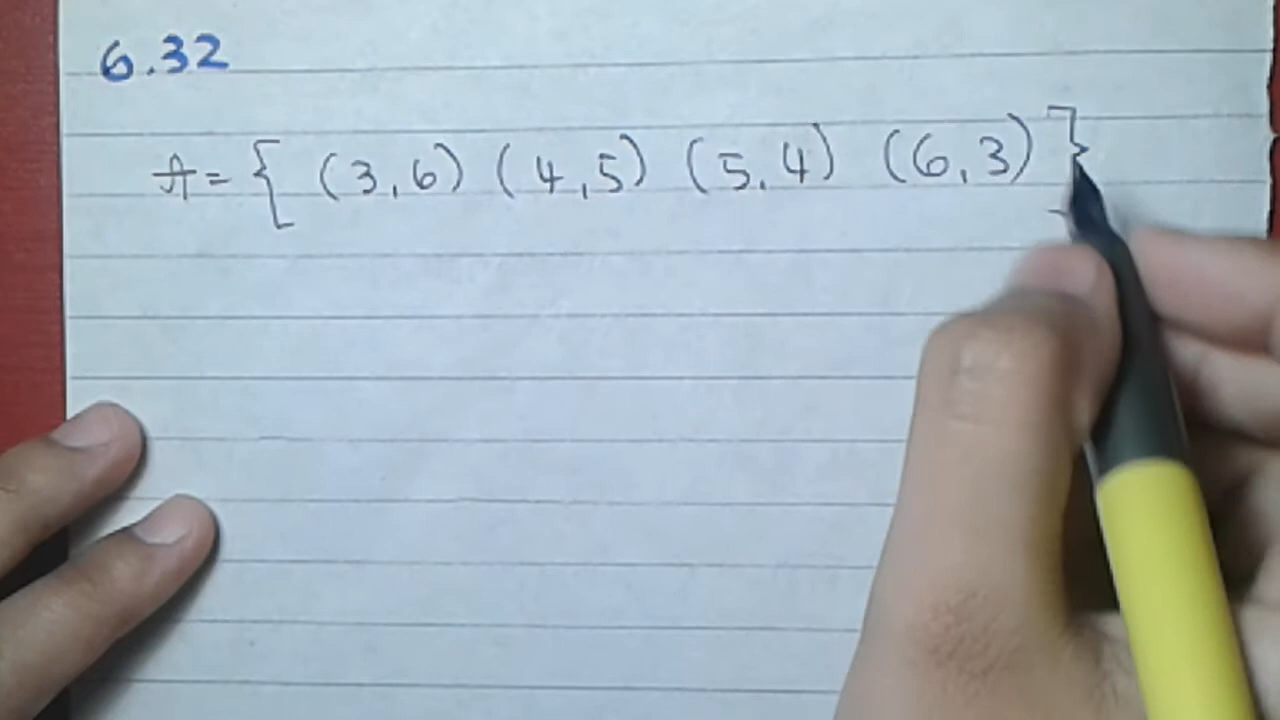 6.32
A = { (3,6) (4,5) (5,4) (6,3) }